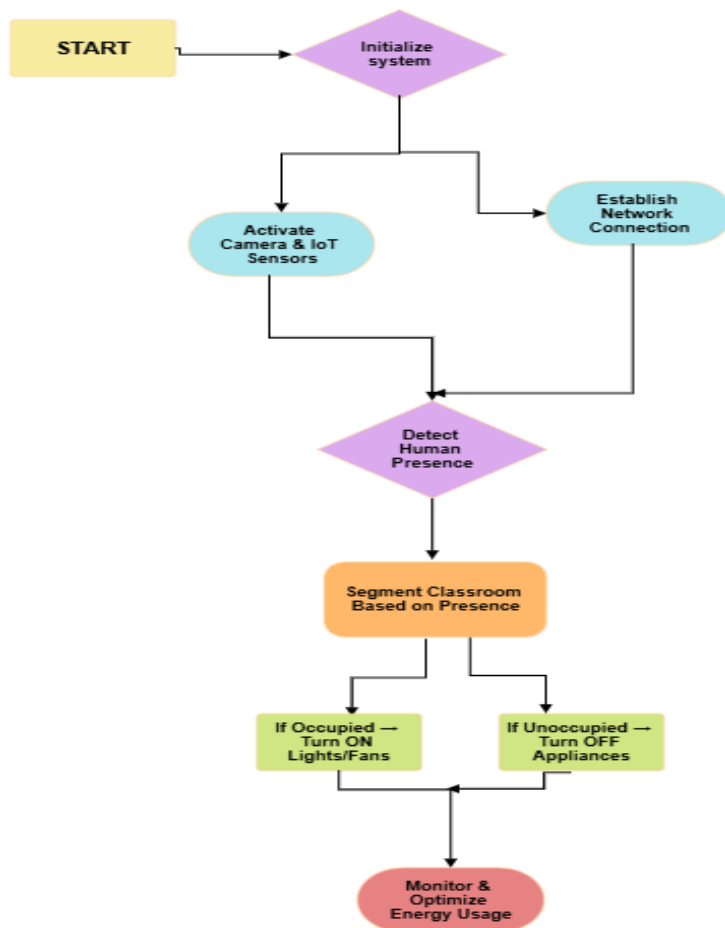 START
Initialize
system
Activate
Camera & IoT
Sensors
Establish
Network
Connection
Detect
Human
Presence
Segment Classroom
Based on Presence
If Occupied →
Turn ON
Lights/Fans
If Unoccupied →
Turn OFF
Appliances
Monitor &
Optimize
Energy Usage